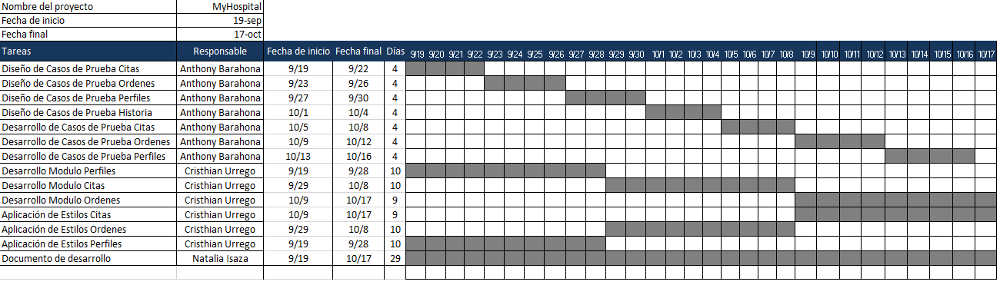 Nombre del proyecto MyHospital
Fecha de inicio 19-sep
Fecha final 17-oct
Tareas Responsable Fecha de inicio Fecha final Días 9/19 9/20 9/21 9/22 9/23 9/24 9/25 9/26 9/27 9/28 9/29 9/30 10/1 10/2 10/3 10/4 10/5 10/6 10/7 10/8 10/9 10/10 10/11 10/12 10/13 10/14 10/15 10/16 10/17
Diseño de Casos de Prueba Citas Anthony Barahona 9/19 9/22 4
Diseño de Casos de Prueba Ordenes Anthony Barahona 9/23 9/26 4
Diseño de Casos de Prueba Perfiles Anthony Barahona 9/27 9/30 4
Diseño de Casos de Prueba Historia Anthony Barahona 10/1 10/4 4
Desarrollo de Casos de Prueba Citas Anthony Barahona 10/5 10/8 4
Desarrollo de Casos de Prueba Ordenes Anthony Barahona 10/9 10/12 4
Desarrollo de Casos de Prueba Perfiles Anthony Barahona 10/13 10/16 4
Desarrollo Modulo Perfiles Cristhian Urrego 9/19 9/28 10
Desarrollo Modulo Citas Cristhian Urrego 9/29 10/8 10
Desarrollo Modulo Ordenes Cristhian Urrego 10/9 10/17 9
Aplicación de Estilos Citas Cristhian Urrego 10/9 10/17 9
Aplicación de Estilos Ordenes Cristhian Urrego 9/29 10/8 10
Aplicación de Estilos Perfiles Cristhian Urrego 9/19 9/28 10
Documento de desarrollo Natalia Isaza 9/19 10/17 29